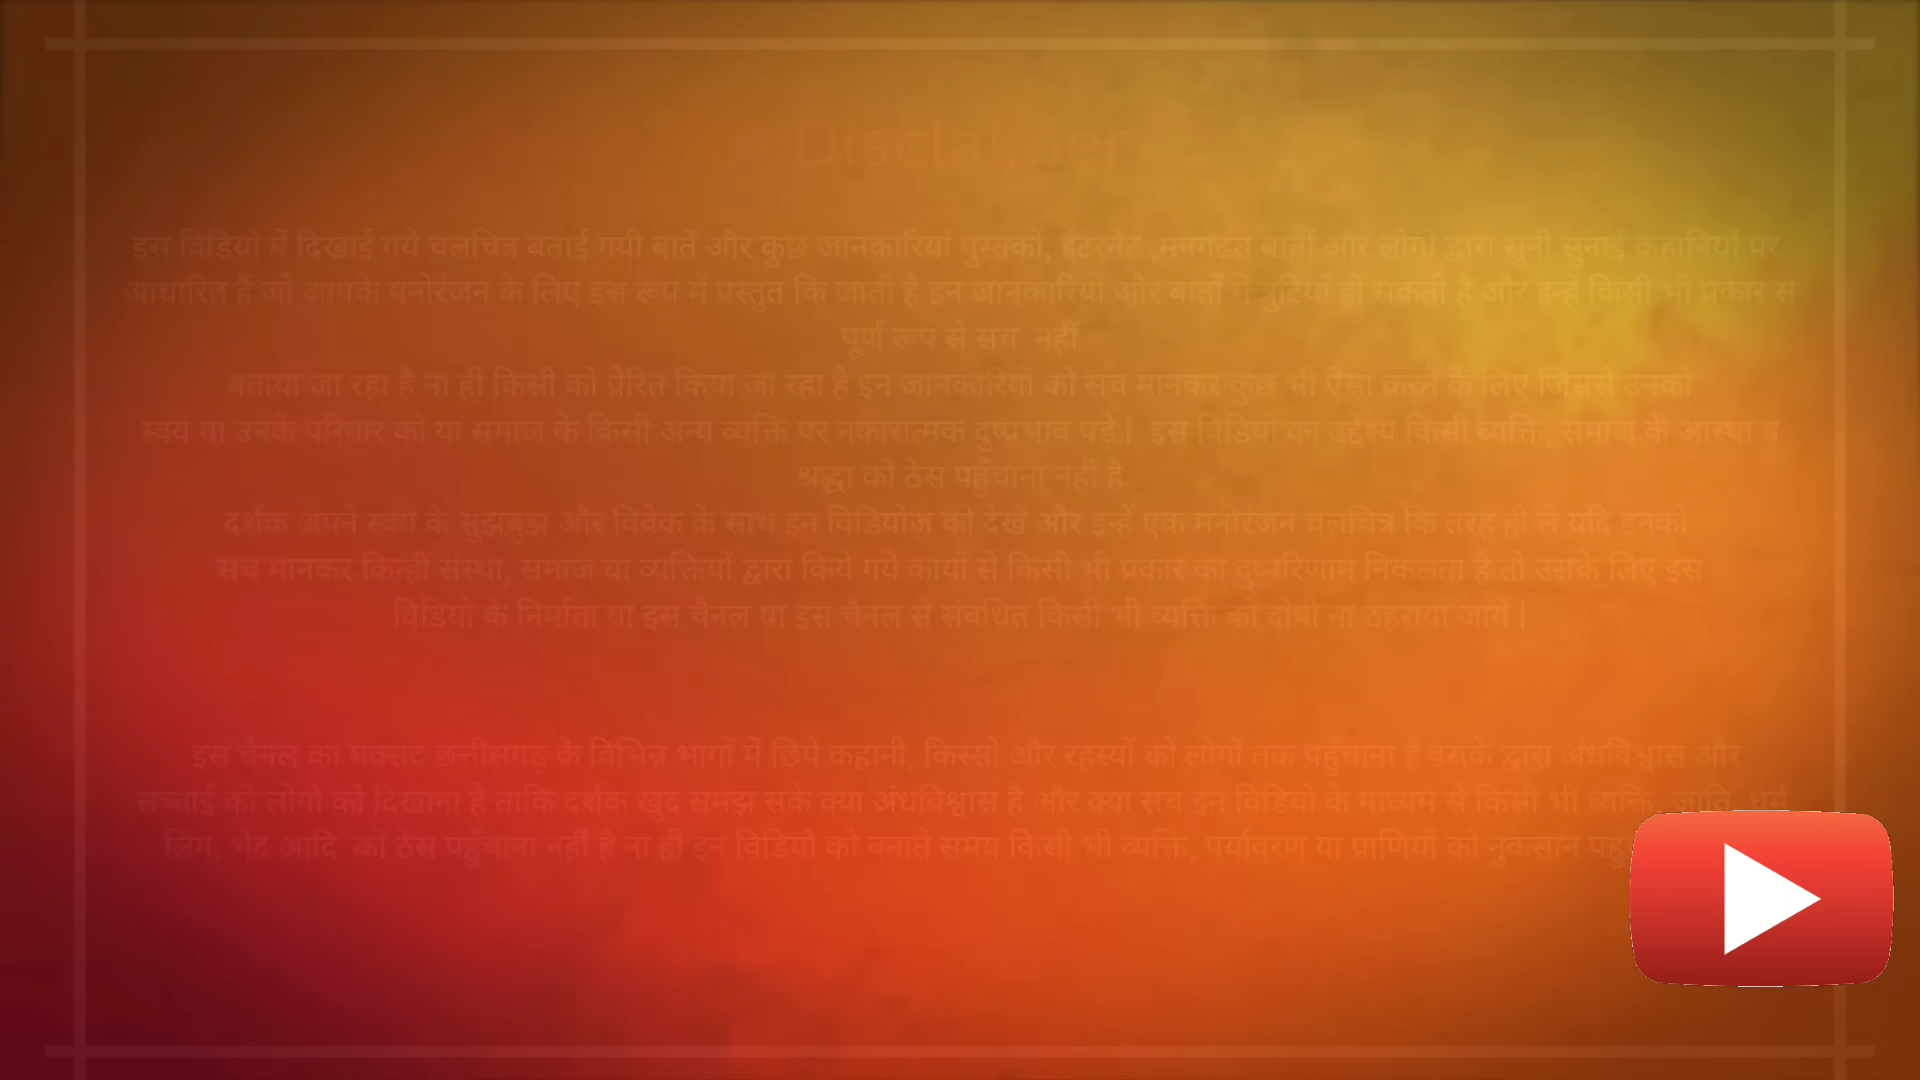 Disclaimer
इस विडियो में दिखाई गये चलचित्र बताई गयी बातें और कुछ जानकारियां पुस्तको, इंटरनेट ,मनगढ़त बातों और लोगो द्वारा सुनी सुनाई कहानियों पर
आधारित हैं जो आपके मनोरंजन के लिए इस रूप में प्रस्तुत कि जाती है इन जानकारियों और बातों में त्रुटियाँ हो सकती है और इन्हे किसी भी प्रकार से
पूर्ण रूप से सच नहीं
बताया जा रहा है ना ही किसी को प्रेरित किया जा रहा है इन जानकारियों को सच मानकर कुछ भी ऐसा करने के लिए जिससे उनको
स्वयं या उनके परिवार को या समाज के किसी अन्य व्यक्ति पर नकारात्मक दुष्प्रभाव पड़े | इस विडियो का उद्देश्य किसी व्यक्ति, समाज के आस्था व
श्रद्धा को ठेस पहुँचाना नहीं है
दर्शक अपने स्वयं के सुझबुझ और विवेक के साथ इन विडियोज़ को देखें और इन्हें एक मनोरंजन चलचित्र कि तरह ही ले यदि इनको
सच मानकर किन्हीं संस्था, समाज या व्यक्तियों द्वारा किये गये कार्यो से किसी भी प्रकार का दुष्परिणाम निकलता है तो उसके लिए इस
विडियो के निर्माता या इस चैनल या इस चैनल से संबंधित किसी भी व्यक्ति को दोषी ना ठहराया जाये |
इस चैनल का मक्सद छत्तीसगढ़ के विभिन्न भागों में छिपे कहानी, किस्सों और रहस्यों को लोगों तक पहुँचाना है इसके द्वारा अंधविश्वास और
सच्चाई को लोगो को दिखाना है ताकि दर्शक खुद समझ सके क्या अंधविश्वास है और क्या सच इन विडियो के माध्यम से किसी भी व्यक्ति, जाति, धर्म
लिंग, भेद आदि को ठेस पहुँचाना नहीं है ना ही इन विडियो को बनाते समय किसी भी व्यक्ति, पर्यावरण या प्राणियों को नुकसान